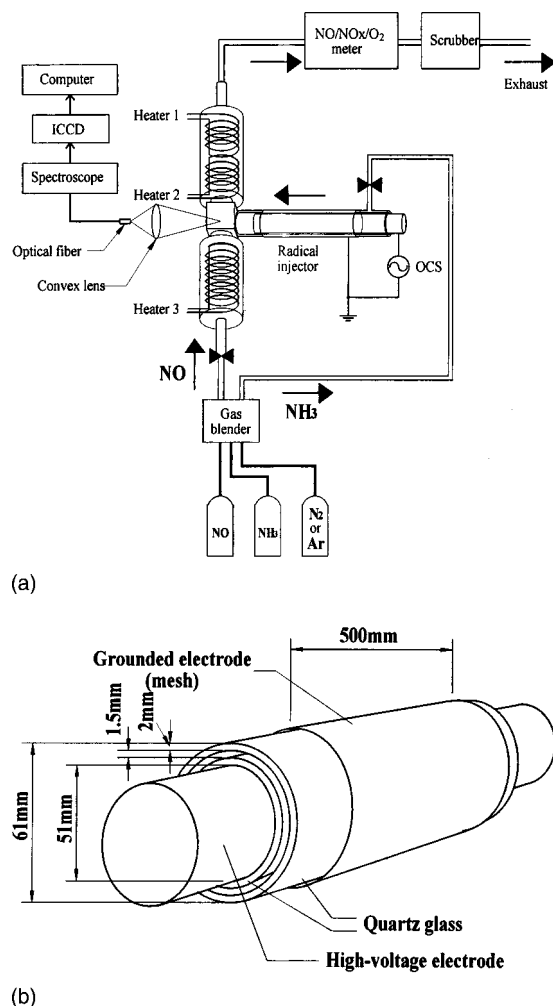 NO/NOx/O2
meter
Scrubber
Exhaust
Computer
ICCD
Spectroscope
Optical fiber
Convex lens
Heater 1
Heater 2
Radical
injector
OCS
Heater 3
NO
NH3
Gas
blender
NO
NH3
N2
or
Ar
(a)
500mm
Grounded electrode
(mesh)
2mm
1.5mm
61mm
51mm
Quartz glass
High-voltage electrode
(b)